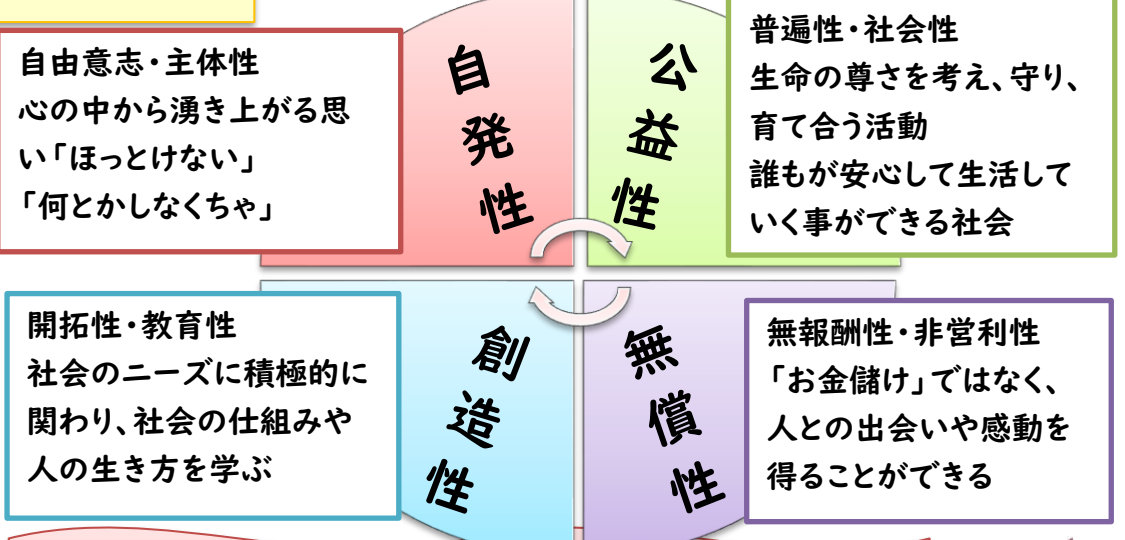 自由意志・主体性
心の中から湧き上がる思
い「ほっとけない」
「何とかしなくちゃ」
自発性
公益性
普遍性・社会性
生命の尊さを考え、守り、
育て合う活動
誰もが安心して生活して
いく事ができる社会
開拓性・教育性
社会のニーズに積極的に
関わり、社会の仕組みや
人の生き方を学ぶ
創造性
無償性
無報酬性・非営利性
「お金儲け」ではなく、
人との出会いや感動を
得ることができる